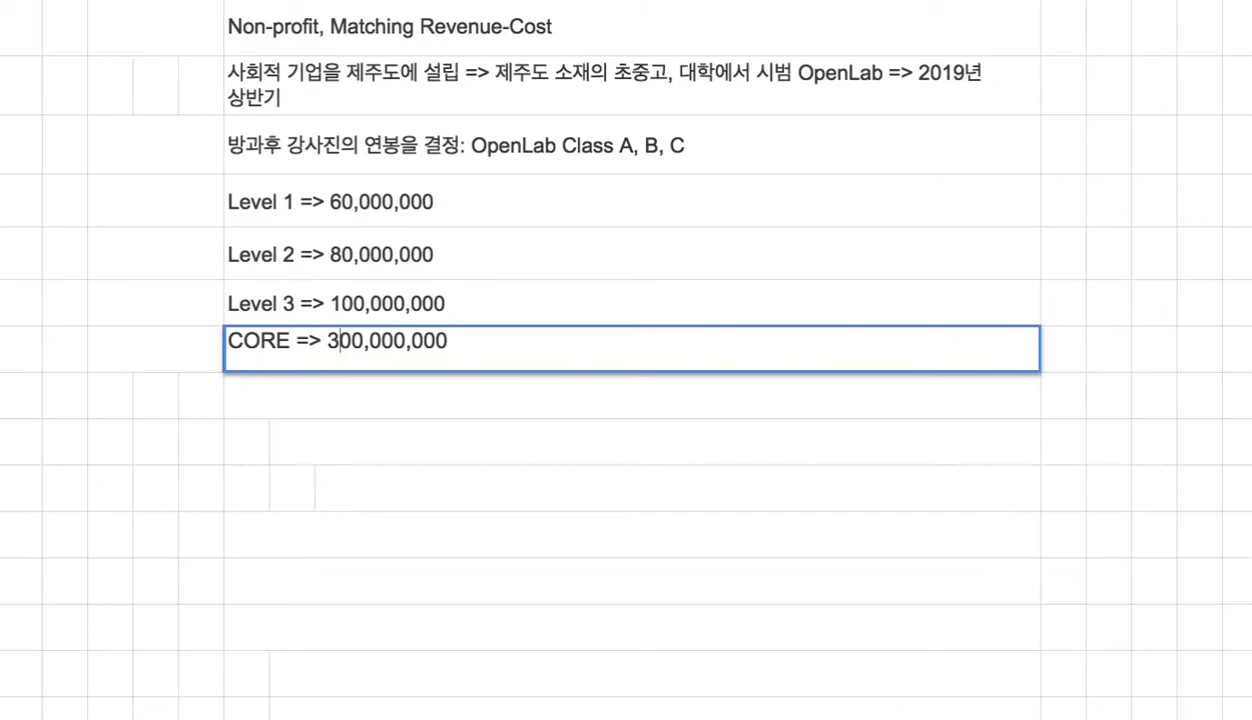 Non-profit, Matching Revenue-Cost
사회적 기업을 제주도에 설립 => 제주도 소재의 초중고, 대학에서 시범 OpenLab => 2019년
상반기
방과후 강사진의 연봉을 결정: OpenLab Class A, B, C
Level 1 => 60,000,000
Level 2 => 80,000,000
Level 3 => 100,000,000
CORE => 300,000,000